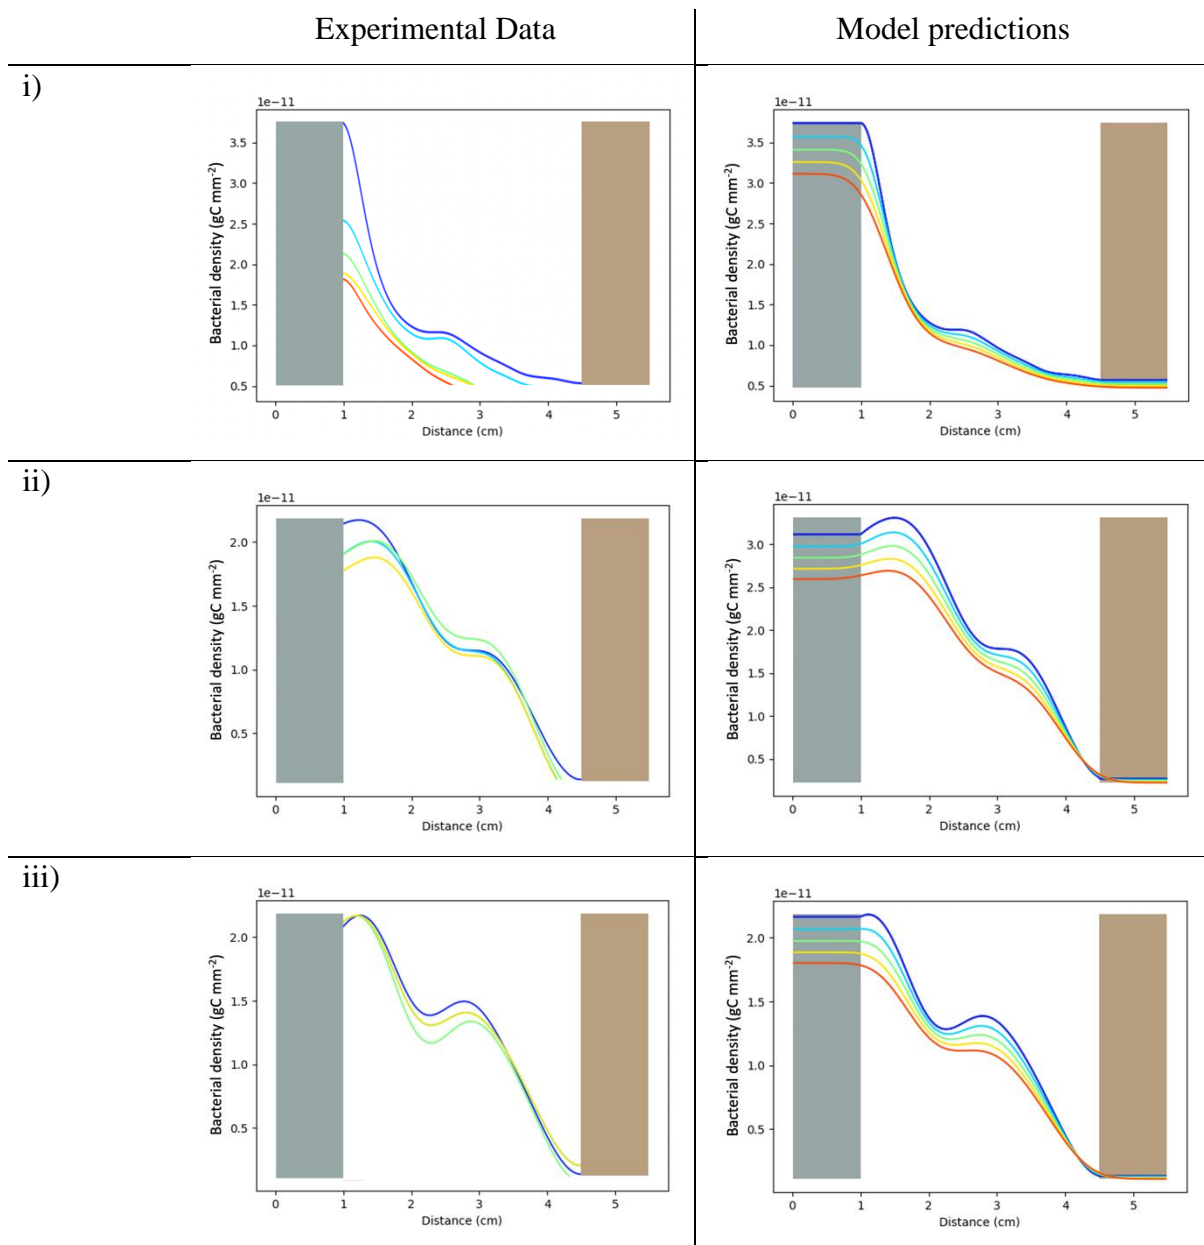 Experimental Data
Model predictions
i)
1e−11
Bacterial density (gC mm⁻²)
3.5
3.0
2.5
2.0
1.5
1.0
0.5
0 1 2 3 4 5
Distance (cm)
1e−11
Bacterial density (gC mm⁻²)
3.5
3.0
2.5
2.0
1.5
1.0
0.5
0 1 2 3 4 5
Distance (cm)
ii)
1e−11
Bacterial density (gC mm⁻²)
2.0
1.5
1.0
0.5
0 1 2 3 4 5
Distance (cm)
1e−11
Bacterial density (gC mm⁻²)
3.0
2.5
2.0
1.5
1.0
0.5
0 1 2 3 4 5
Distance (cm)
iii)
1e−11
Bacterial density (gC mm⁻²)
2.0
1.5
1.0
0.5
0 1 2 3 4 5
Distance (cm)
1e−11
Bacterial density (gC mm⁻²)
2.0
1.5
1.0
0.5
0 1 2 3 4 5
Distance (cm)